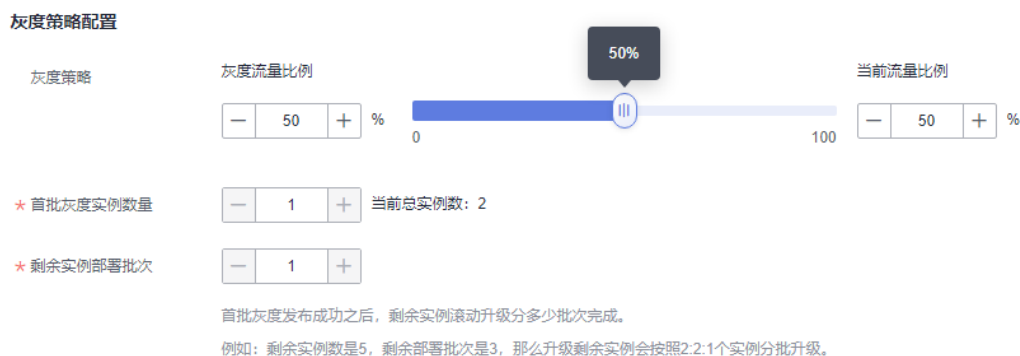 灰度策略配置
50%
灰度策略 灰度流量比例 当前流量比例
50 % 50 %
0 100
* 首批灰度实例数量 1 当前总实例数：2
* 剩余实例部署批次 1
首批灰度发布成功之后，剩余实例滚动升级分多少批次完成。
例如：剩余实例数是5，剩余部署批次是3，那么升级剩余实例会按照2:2:1个实例分批升级。